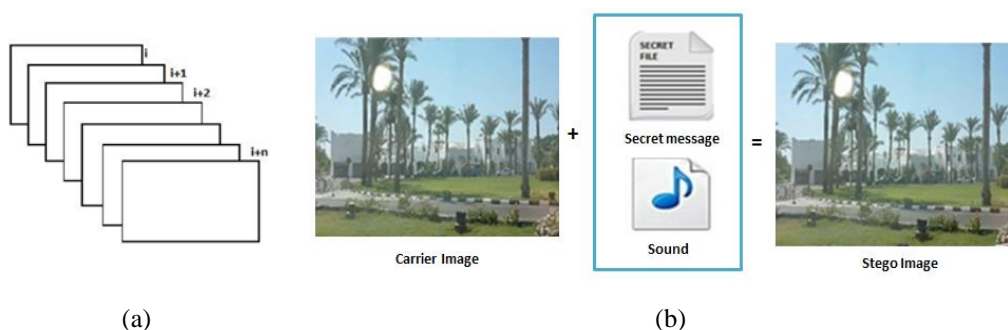 i
i+1
i+2
i+n
SECRET
FILE
+
Secret message
=
Sound
Carrier Image
Stego Image
(a)
(b)